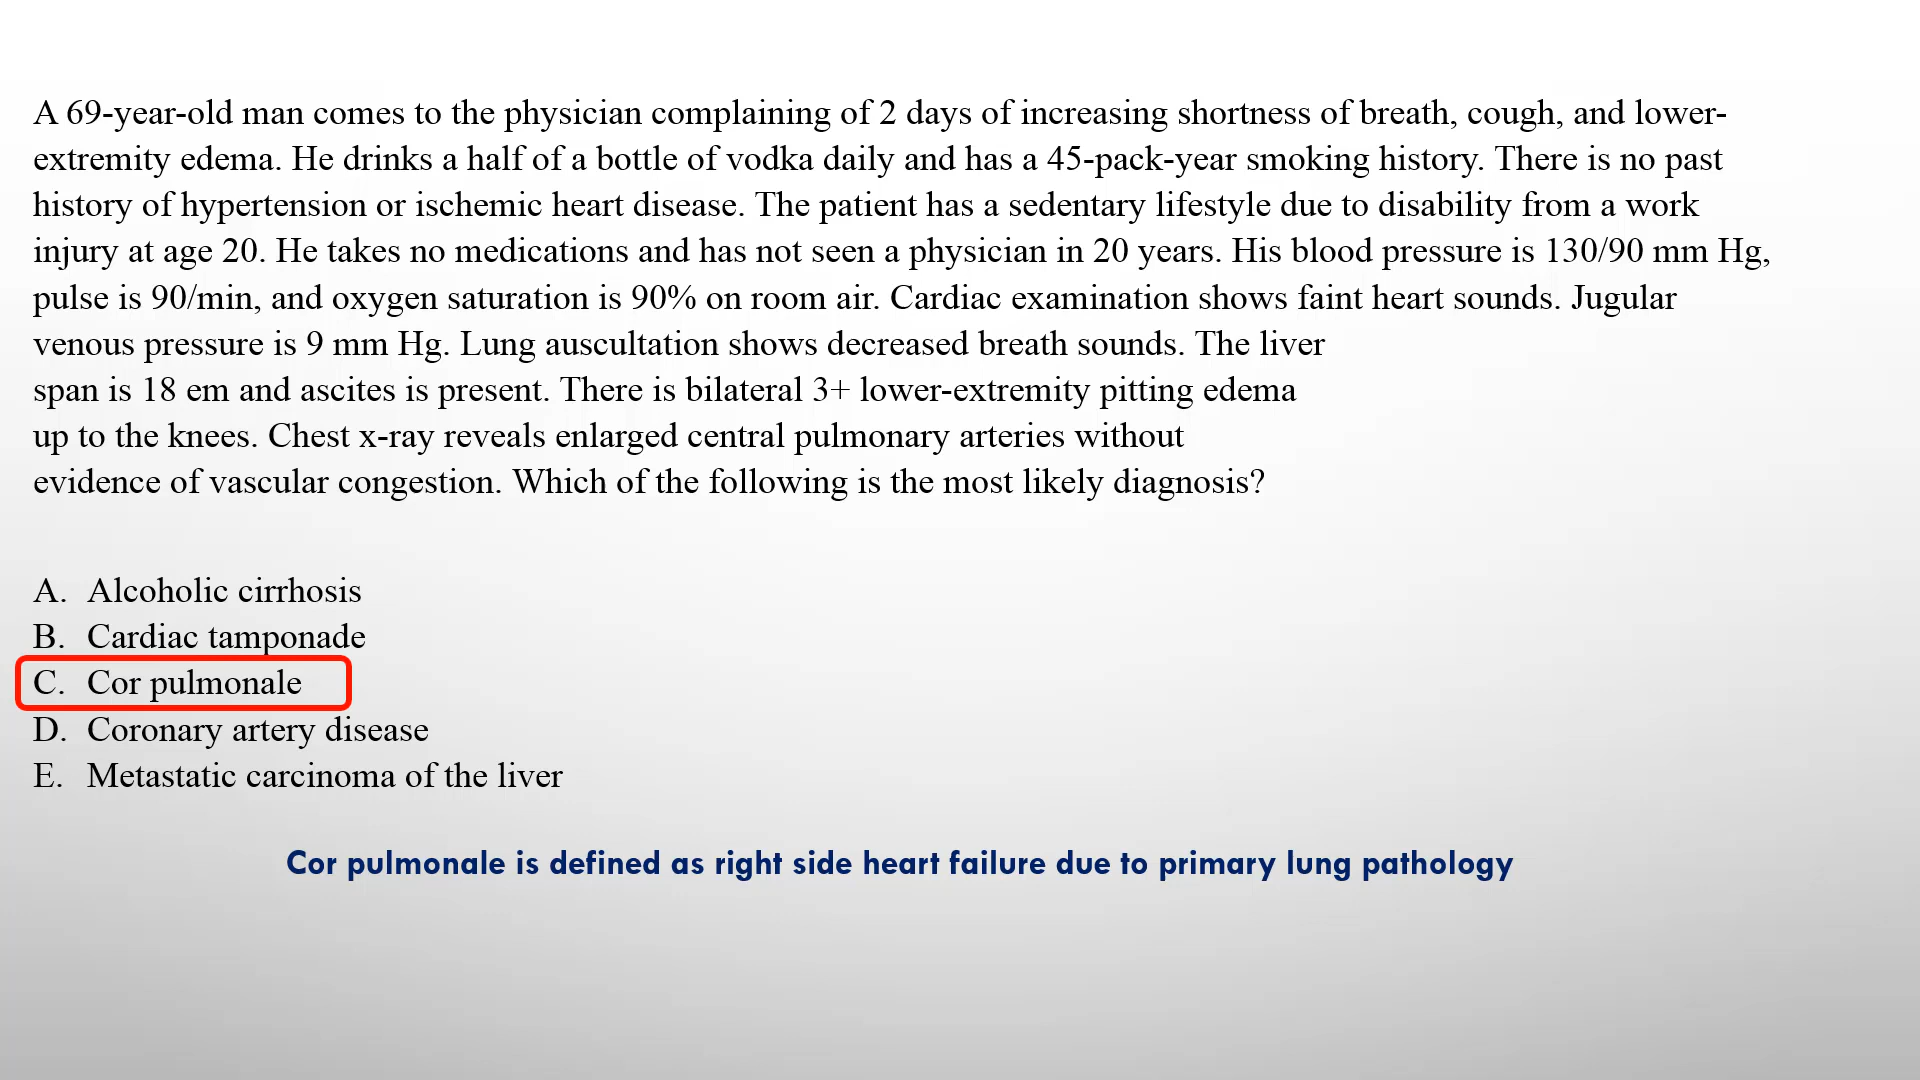 A 69-year-old man comes to the physician complaining of 2 days of increasing shortness of breath, cough, and lower-
extremity edema. He drinks a half of a bottle of vodka daily and has a 45-pack-year smoking history. There is no past
history of hypertension or ischemic heart disease. The patient has a sedentary lifestyle due to disability from a work
injury at age 20. He takes no medications and has not seen a physician in 20 years. His blood pressure is 130/90 mm Hg,
pulse is 90/min, and oxygen saturation is 90% on room air. Cardiac examination shows faint heart sounds. Jugular
venous pressure is 9 mm Hg. Lung auscultation shows decreased breath sounds. The liver
span is 18 em and ascites is present. There is bilateral 3+ lower-extremity pitting edema
up to the knees. Chest x-ray reveals enlarged central pulmonary arteries without
evidence of vascular congestion. Which of the following is the most likely diagnosis?
A. Alcoholic cirrhosis
B. Cardiac tamponade
C. Cor pulmonale
D. Coronary artery disease
E. Metastatic carcinoma of the liver
Cor pulmonale is defined as right side heart failure due to primary lung pathology